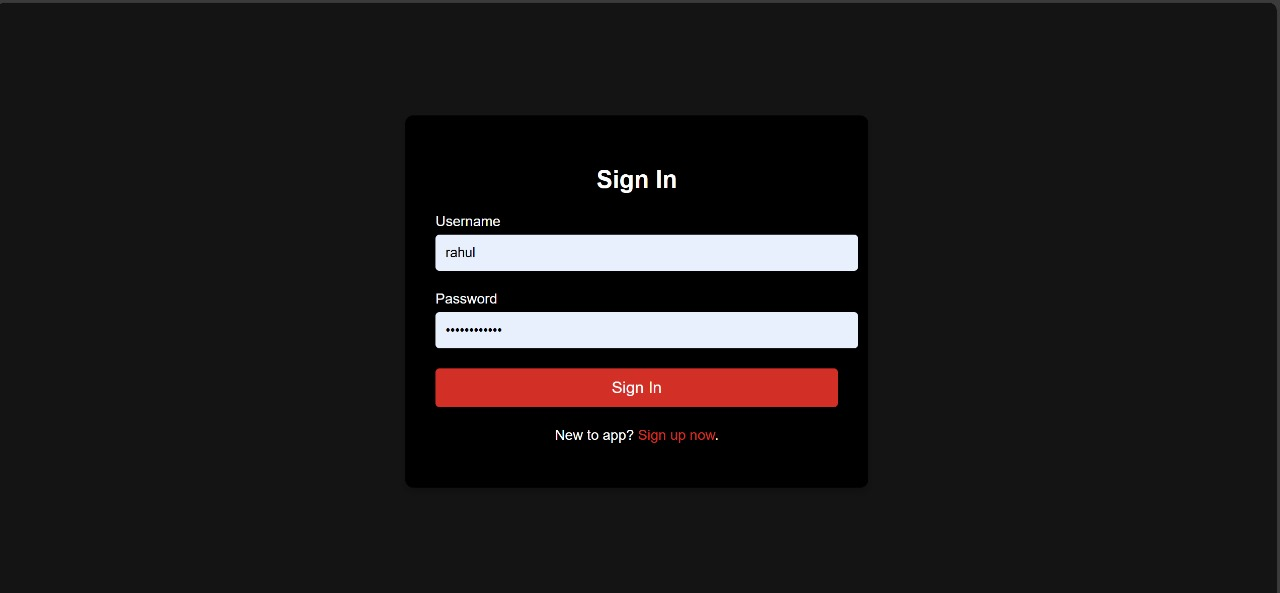 Sign In
Username
rahul
Password
••••••••••••
Sign In
New to app? Sign up now.